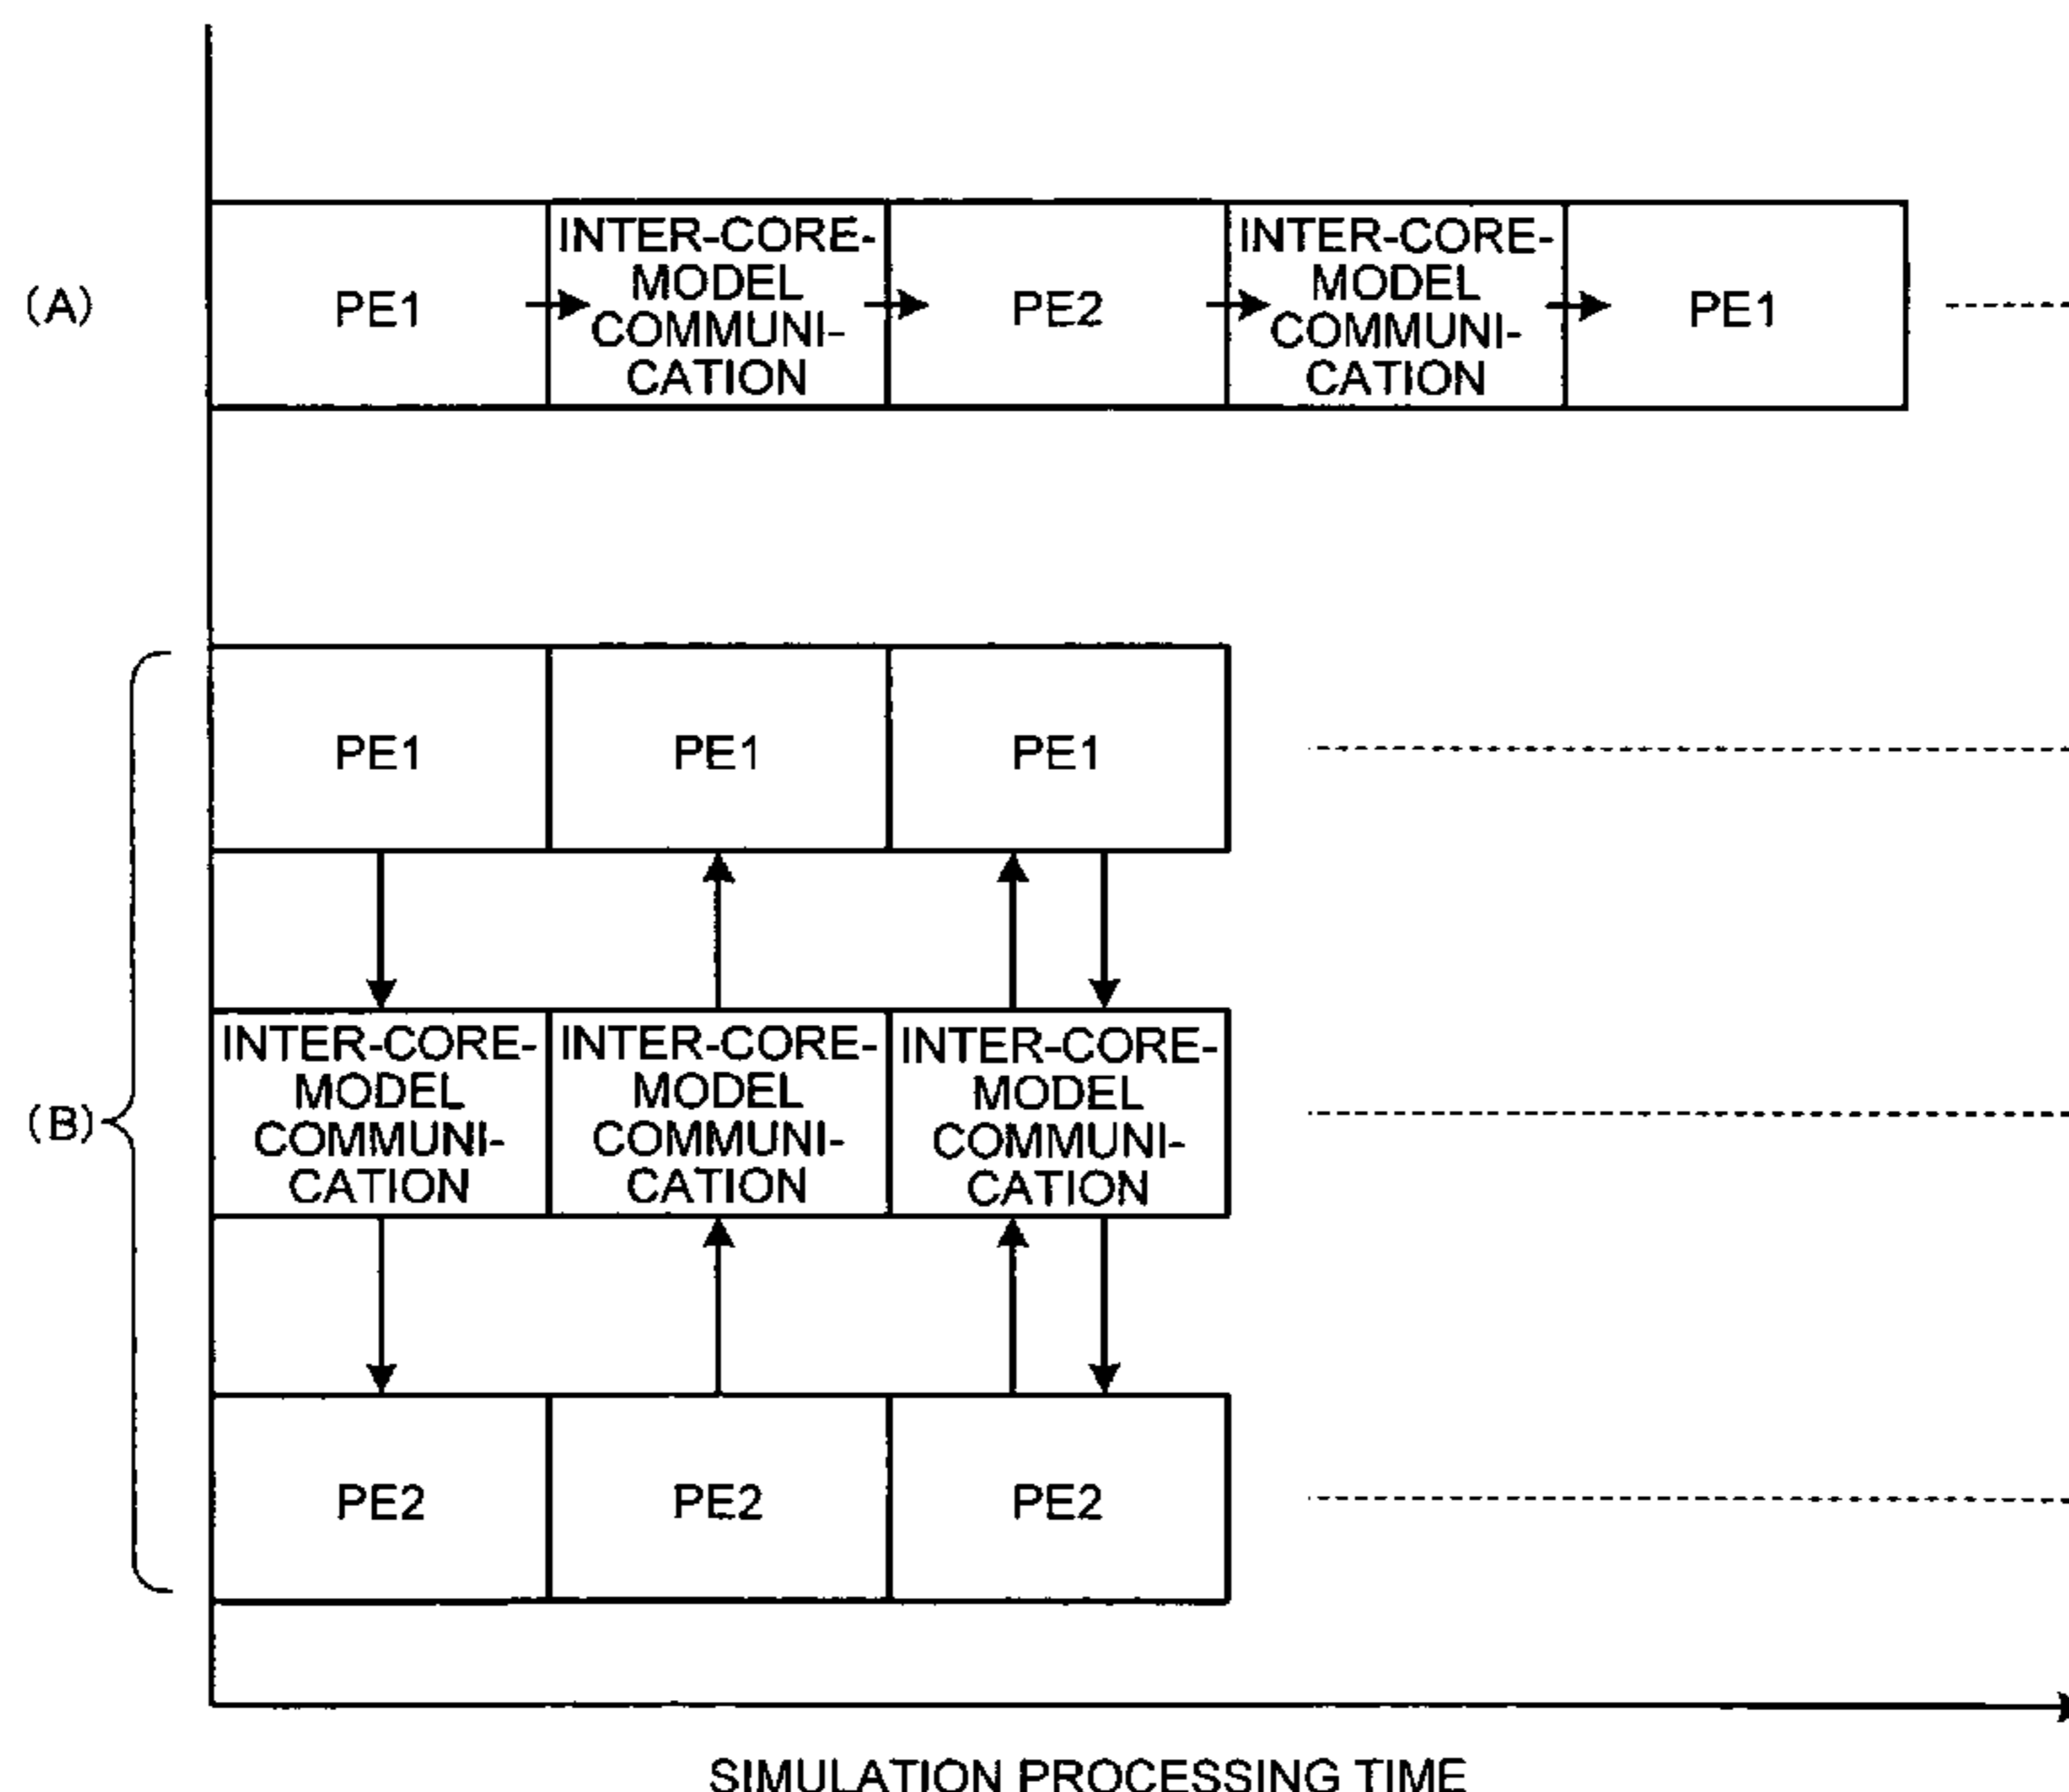 (A)
PE1
INTER-CORE-
MODEL
COMMUNI-
CATION
PE2
INTER-CORE-
MODEL
COMMUNI-
CATION
PE1
(B)
PE1
PE1
PE1
INTER-CORE-
MODEL
COMMUNI-
CATION
INTER-CORE-
MODEL
COMMUNI-
CATION
INTER-CORE-
MODEL
COMMUNI-
CATION
PE2
PE2
PE2
SIMULATION PROCESSING TIME